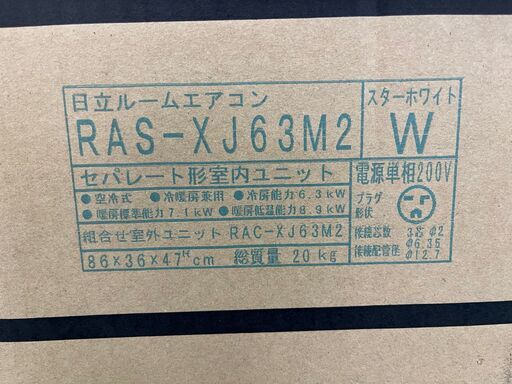 日立ルームエアコン
RAS-XJ63M2
スターホワイト
W
セパレート形室内ユニット
●空冷式 ●冷暖房兼用 ●冷房能力6.3kW
●暖房標準能力7.1kW ●暖房低温能力8.9kW
組合せ室外ユニット RAC-XJ63M2
86×36×47ᴴcm 総質量 20kg
電源単相200V
プラグ
形状
接続芯数 3芯 Φ2
接続配管径 Φ6.35
Φ12.7